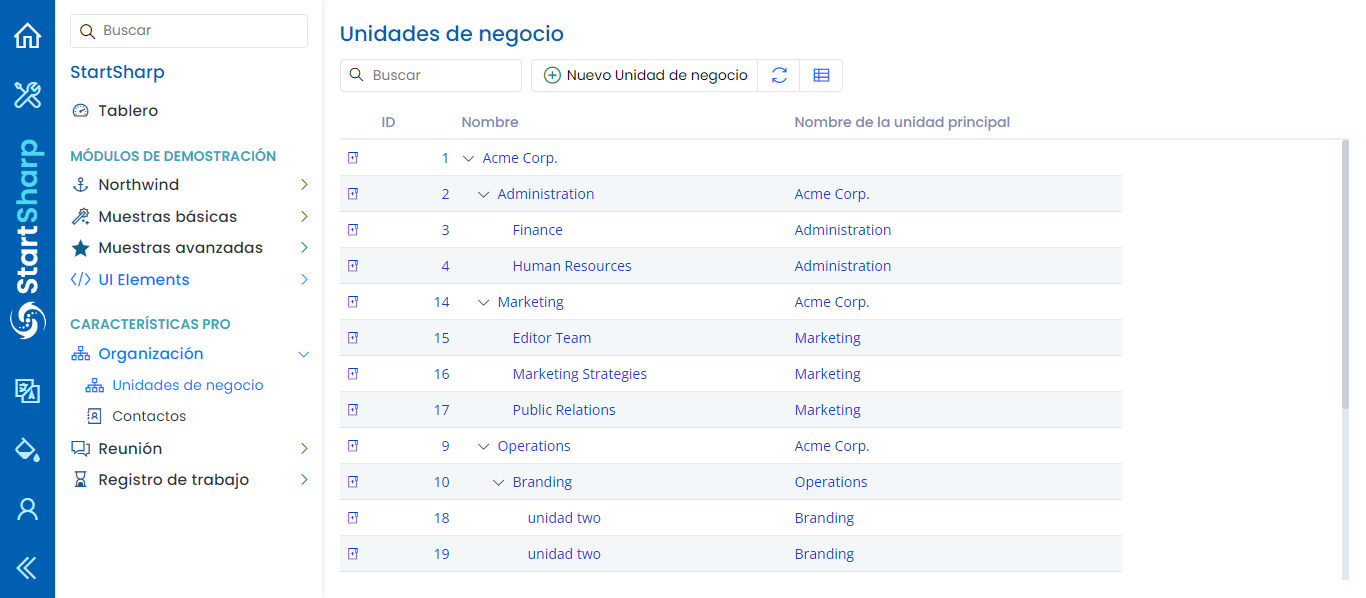 StartSharp
Buscar
StartSharp
Tablero
MÓDULOS DE DEMOSTRACIÓN
Northwind
Muestras básicas
Muestras avanzadas
UI Elements
CARACTERÍSTICAS PRO
Organización
Unidades de negocio
Contactos
Reunión
Registro de trabajo
Unidades de negocio
Buscar Nuevo Unidad de negocio
ID Nombre Nombre de la unidad principal
1 Acme Corp.
2 Administration Acme Corp.
3 Finance Administration
4 Human Resources Administration
14 Marketing Acme Corp.
15 Editor Team Marketing
16 Marketing Strategies Marketing
17 Public Relations Marketing
9 Operations Acme Corp.
10 Branding Operations
18 unidad two Branding
19 unidad two Branding